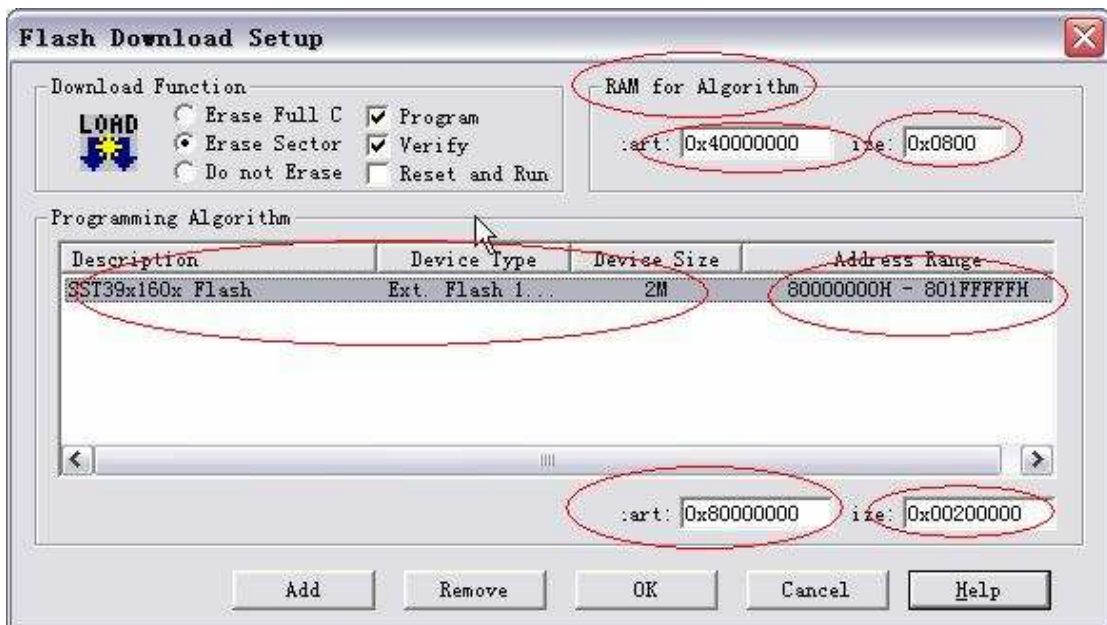 Flash Download Setup
Download Function
LOAD
Erase Full C
Program
Erase Sector
Verify
Do not Erase
Reset and Run
RAM for Algorithm
:art: 0x40000000
ize: 0x0800
Programming Algorithm
Description Device Type Device Size Address Range
SST39x160x Flash Ext. Flash 1... 2M 80000000H - 801FFFFFH
:art: 0x80000000
ize: 0x00200000
Add Remove OK Cancel Help